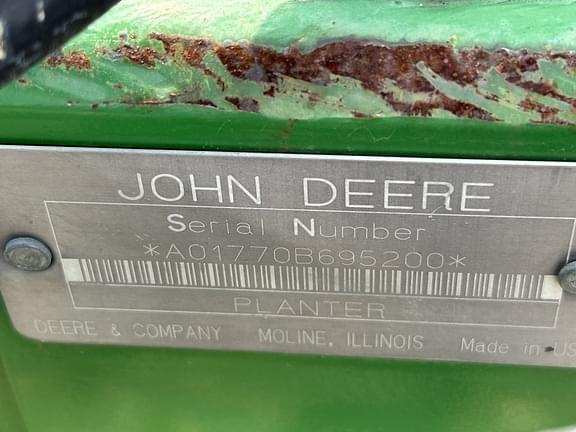 JOHN DEERE
Serial Number
*A01770B695200*
PLANTER
DEERE & COMPANY MOLINE, ILLINOIS Made in US